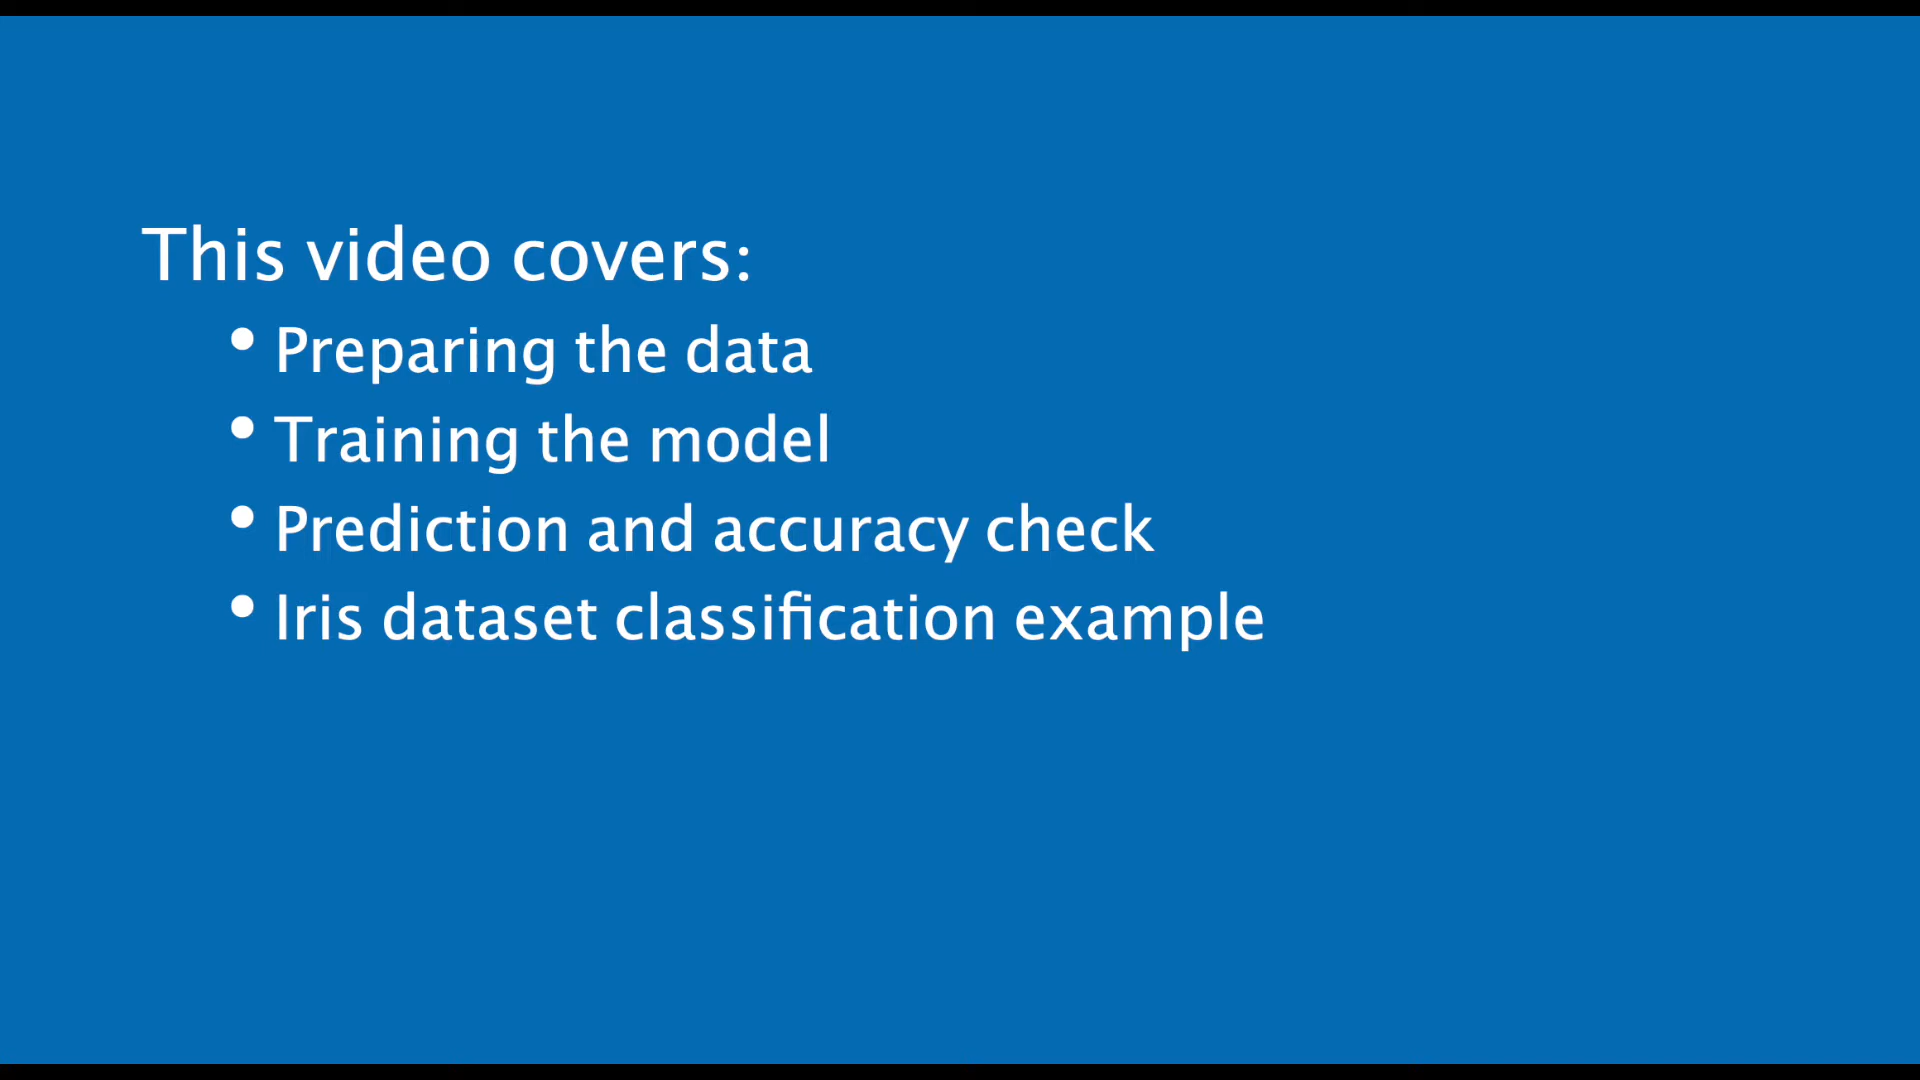 This video covers:
• Preparing the data
• Training the model
• Prediction and accuracy check
• Iris dataset classification example